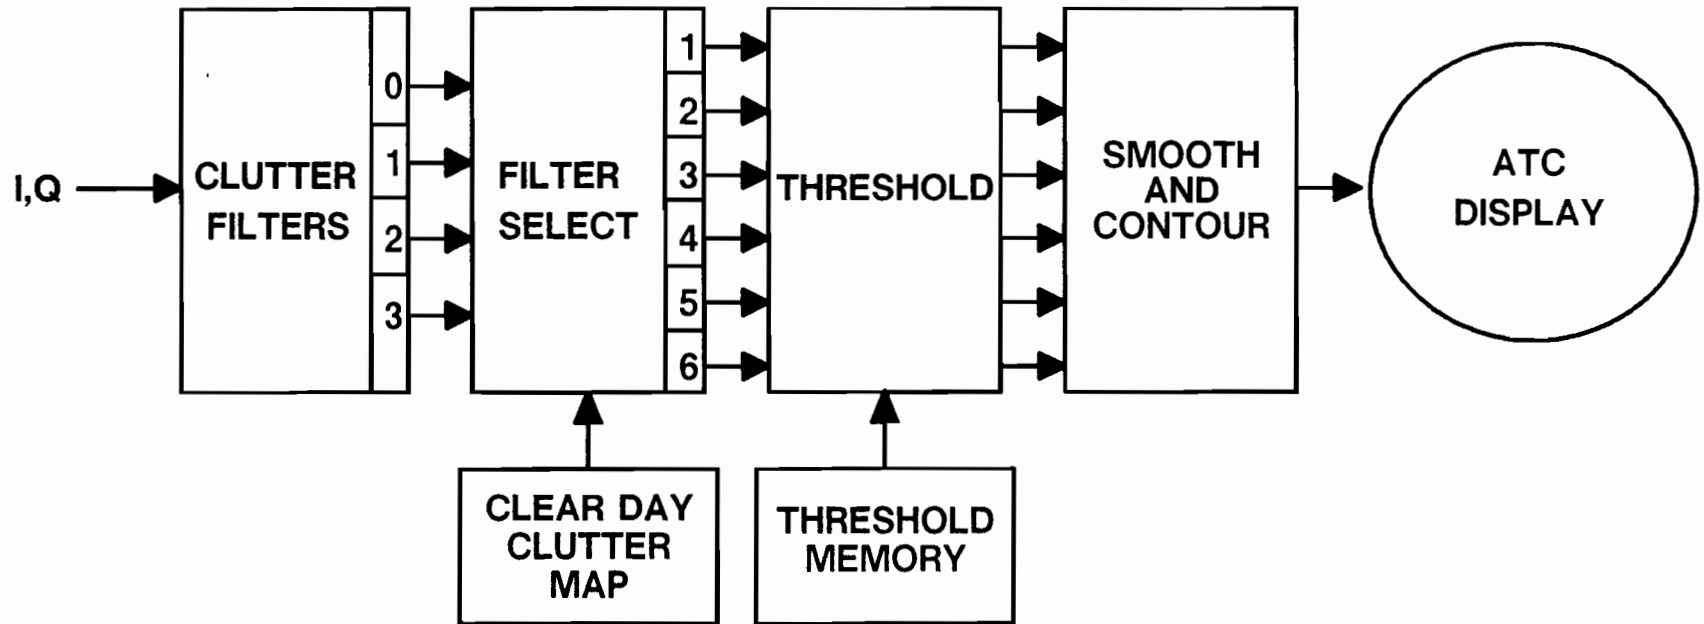 I,Q
CLUTTER
FILTERS
0
1
2
3
FILTER
SELECT
1
2
3
4
5
6
THRESHOLD
SMOOTH
AND
CONTOUR
ATC
DISPLAY
CLEAR DAY
CLUTTER
MAP
THRESHOLD
MEMORY